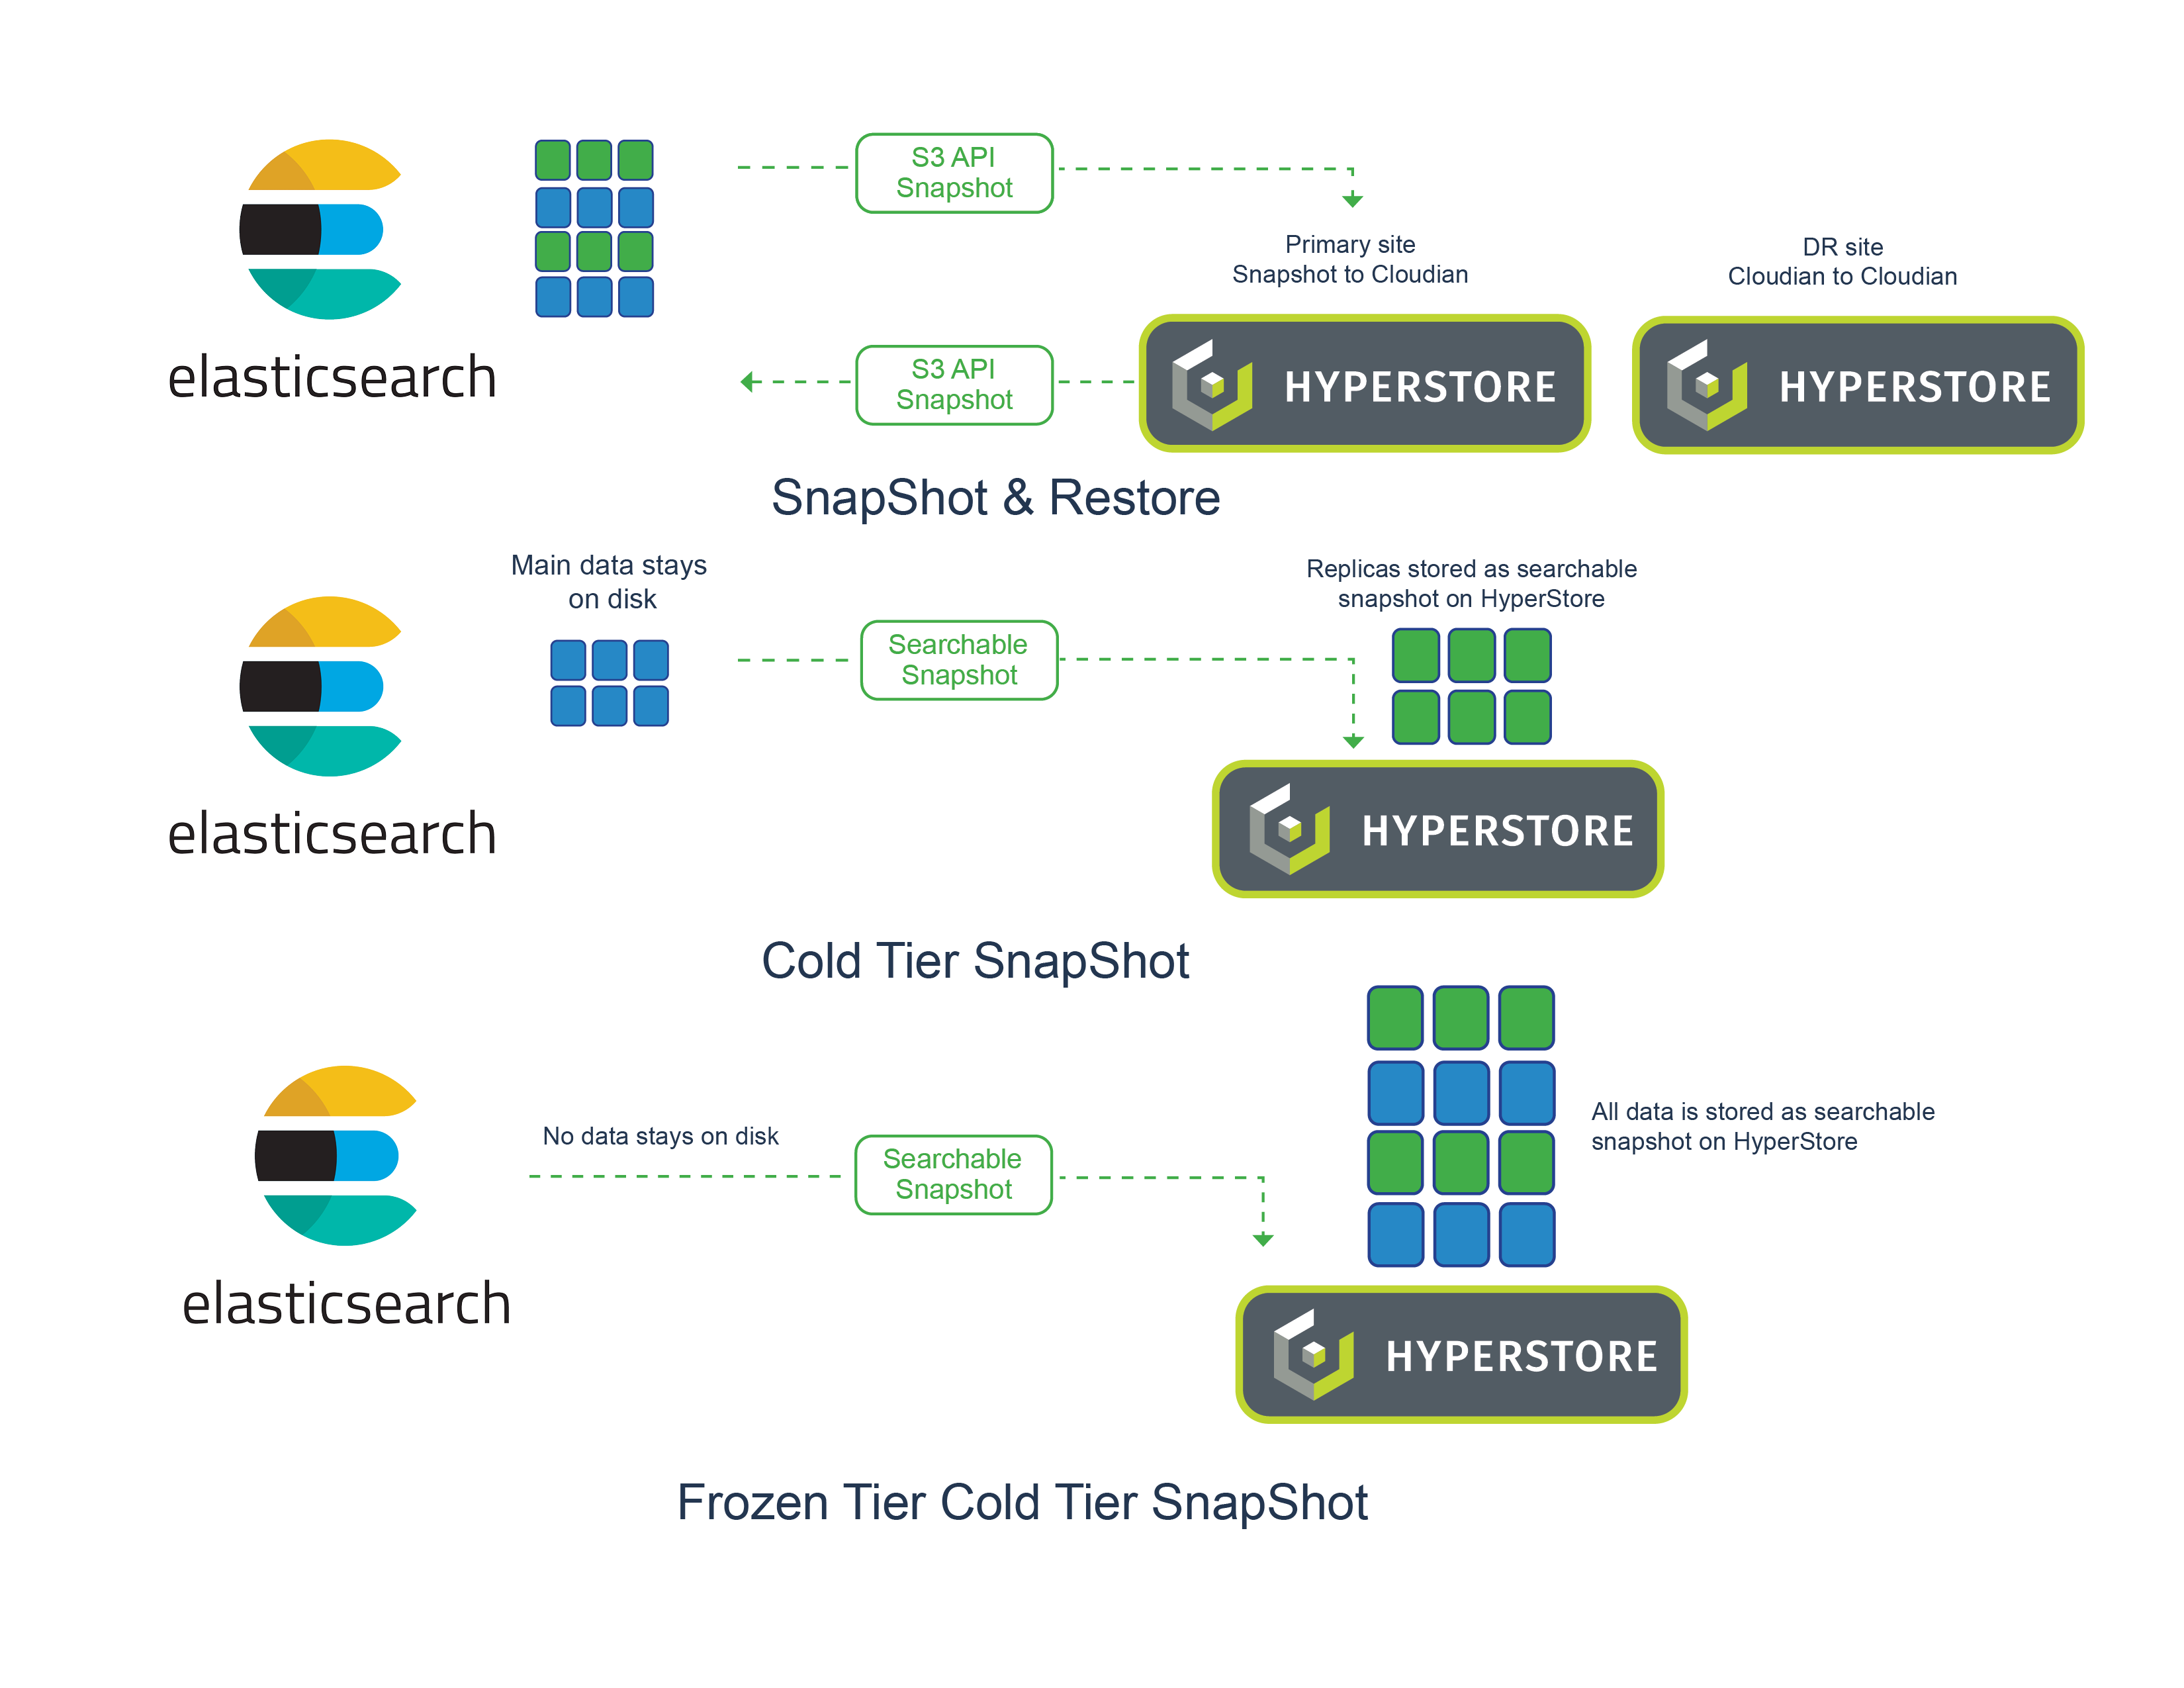 S3 API
Snapshot
Primary site
Snapshot to Cloudian
DR site
Cloudian to Cloudian
elasticsearch
S3 API
Snapshot
HYPERSTORE
HYPERSTORE
SnapShot & Restore
Main data stays
on disk
Replicas stored as searchable
snapshot on HyperStore
Searchable
Snapshot
elasticsearch
HYPERSTORE
Cold Tier SnapShot
No data stays on disk
Searchable
Snapshot
All data is stored as searchable
snapshot on HyperStore
elasticsearch
HYPERSTORE
Frozen Tier Cold Tier SnapShot